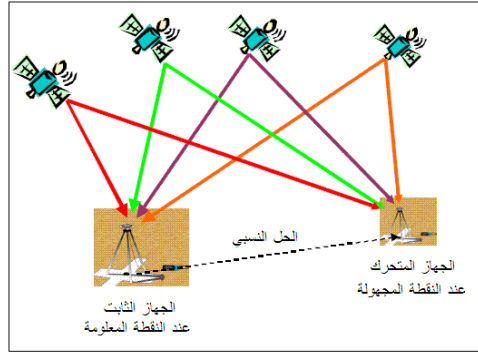 الحل النسبي
الجهاز المتحرك
عند النقطة المجهولة
الجهاز الثابت
عند النقطة المعلومة